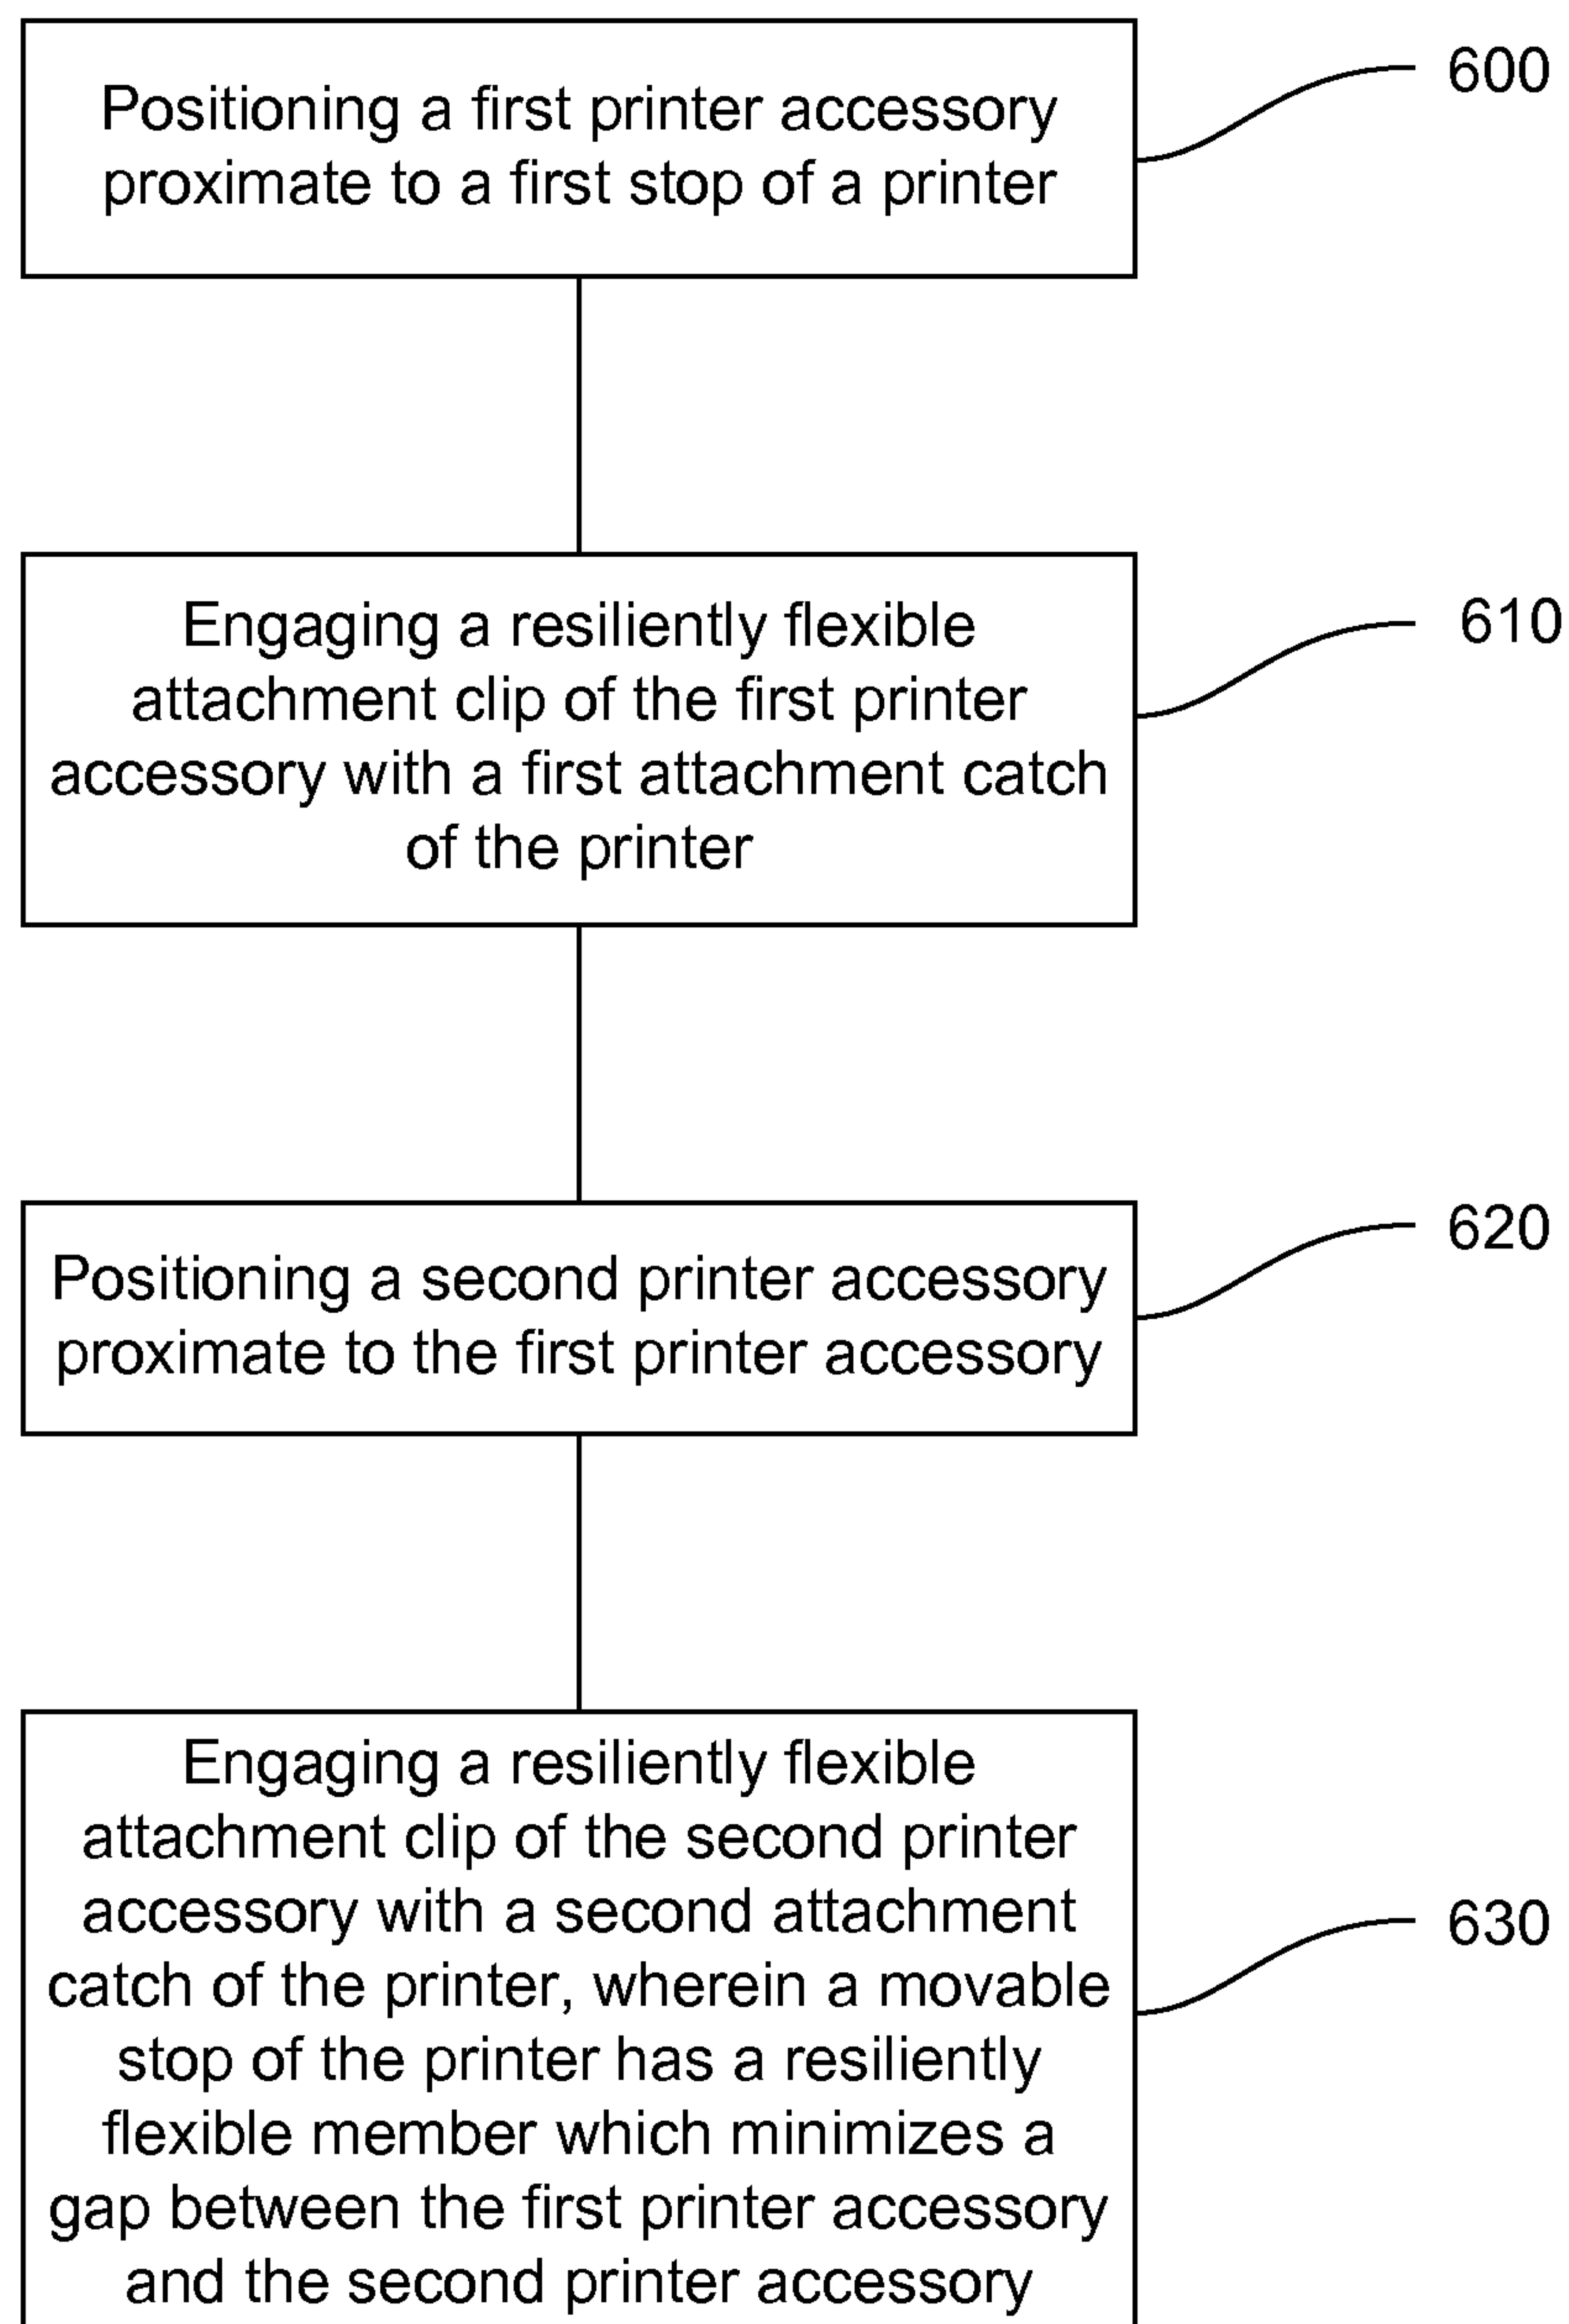 Positioning a first printer accessory
proximate to a first stop of a printer
600
Engaging a resiliently flexible
attachment clip of the first printer
accessory with a first attachment catch
of the printer
610
Positioning a second printer accessory
proximate to the first printer accessory
620
Engaging a resiliently flexible
attachment clip of the second printer
accessory with a second attachment
catch of the printer, wherein a movable
stop of the printer has a resiliently
flexible member which minimizes a
gap between the first printer accessory
and the second printer accessory
630